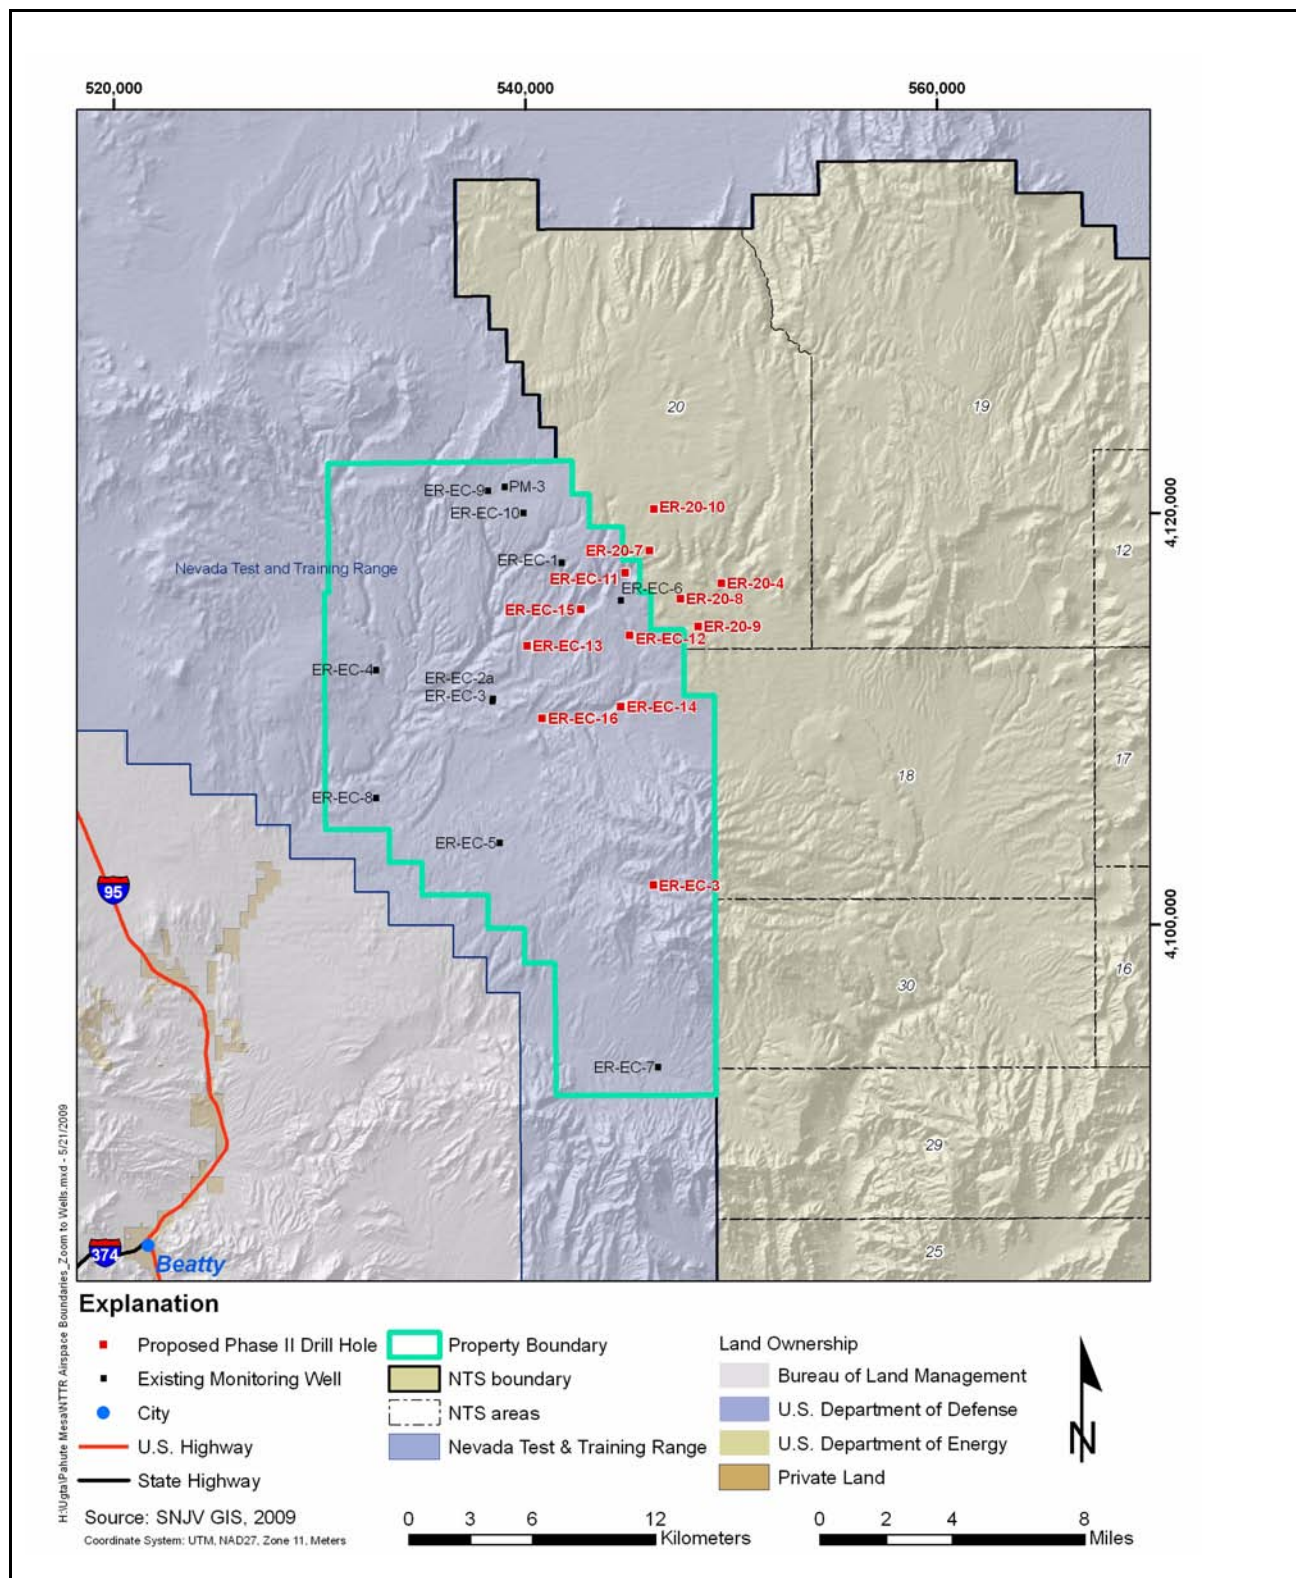 520,000
540,000
560,000
20
19
ER-EC-9
PM-3
ER-EC-10
ER-20-10
4,120,000
ER-20-7
12
ER-EC-1
Nevada Test and Training Range
ER-EC-11
ER-EC-6
ER-20-4
ER-20-8
ER-EC-15
ER-20-9
ER-EC-12
ER-EC-13
ER-EC-4
ER-EC-2a
ER-EC-3
ER-EC-14
ER-EC-16
17
18
ER-EC-8
ER-EC-5
ER-EC-3
95
4,100,000
16
30
ER-EC-7
29
25
374
Beatty
H:\Ugta\Pahute Mesa\NTTR Airspace Boundaries_Zoom to Wells.mxd - 5/21/2009
Explanation
Proposed Phase II Drill Hole
Existing Monitoring Well
City
U.S. Highway
State Highway
Property Boundary
NTS boundary
NTS areas
Nevada Test & Training Range
Land Ownership
Bureau of Land Management
U.S. Department of Defense
U.S. Department of Energy
Private Land
N
Source: SNJV GIS, 2009
Coordinate System: UTM, NAD27, Zone 11, Meters
0 3 6 12
Kilometers
0 2 4 8
Miles